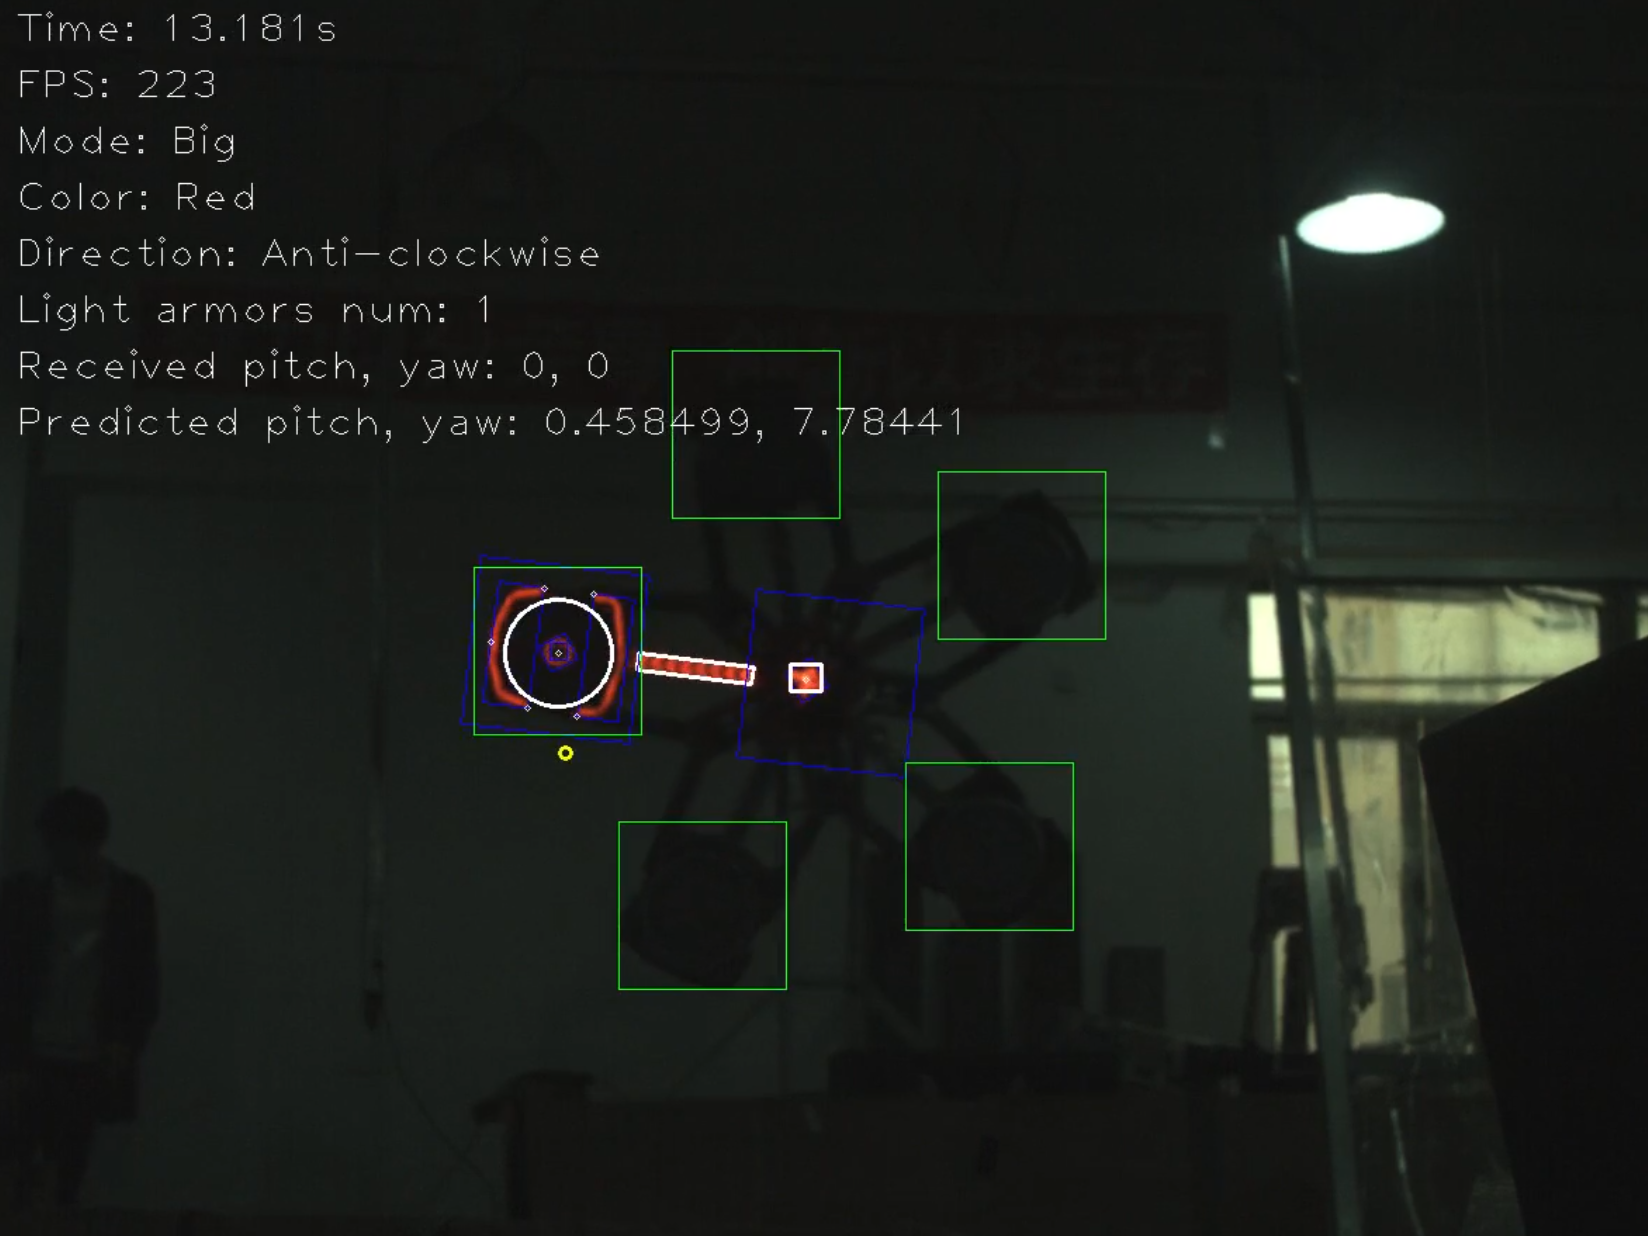 Time: 13.181s
FPS: 223
Mode: Big
Color: Red
Direction: Anti-clockwise
Light armors num: 1
Received pitch, yaw: 0, 0
Predicted pitch, yaw: 0.458499, 7.78441